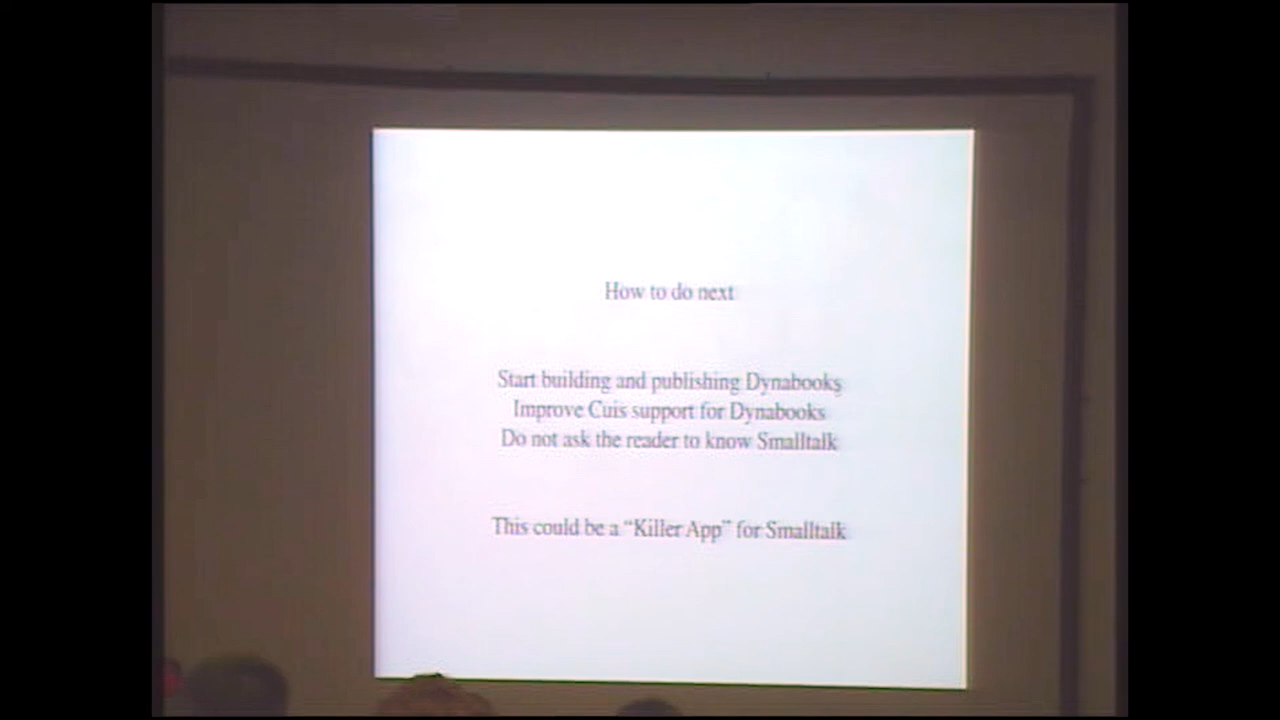 How to do next
Start building and publishing Dynabooks
Improve Cuis support for Dynabooks
Do not ask the reader to know Smalltalk
This could be a “Killer App” for Smalltalk